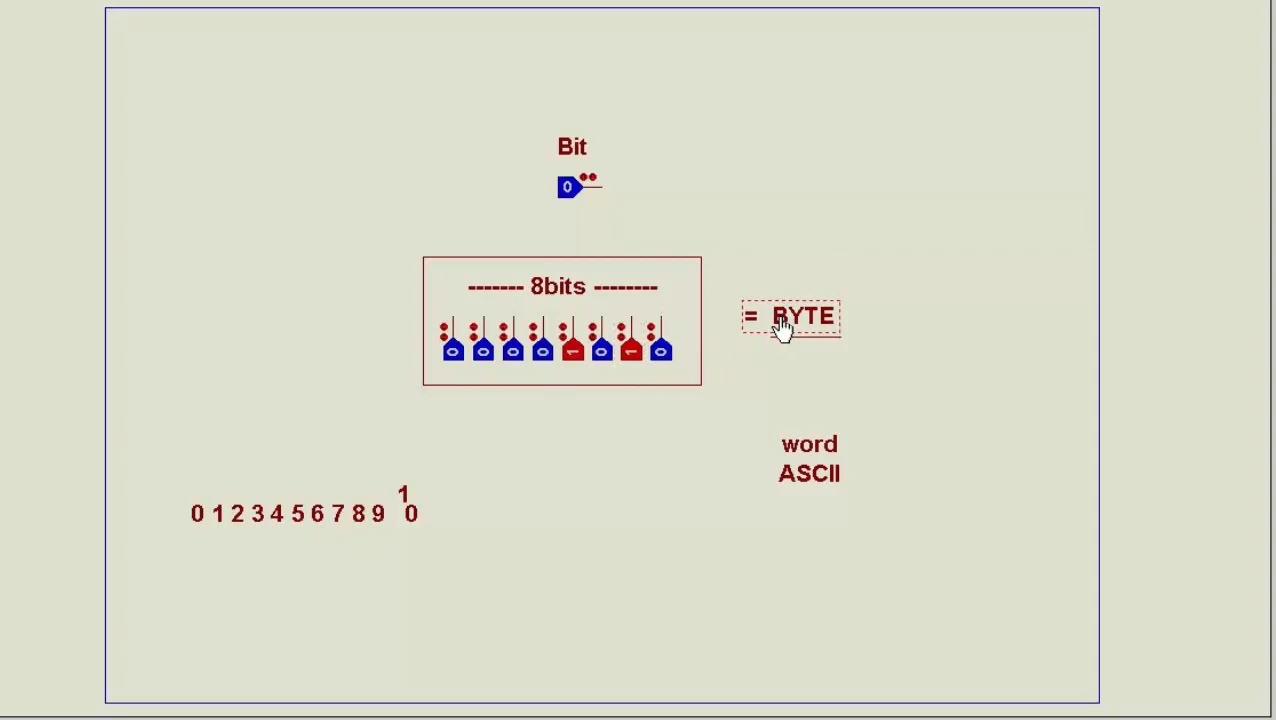 Bit
0
------- 8bits --------
0 0 0 0 1 0 1 0
= BYTE
word
ASCII
1
0 1 2 3 4 5 6 7 8 9 0